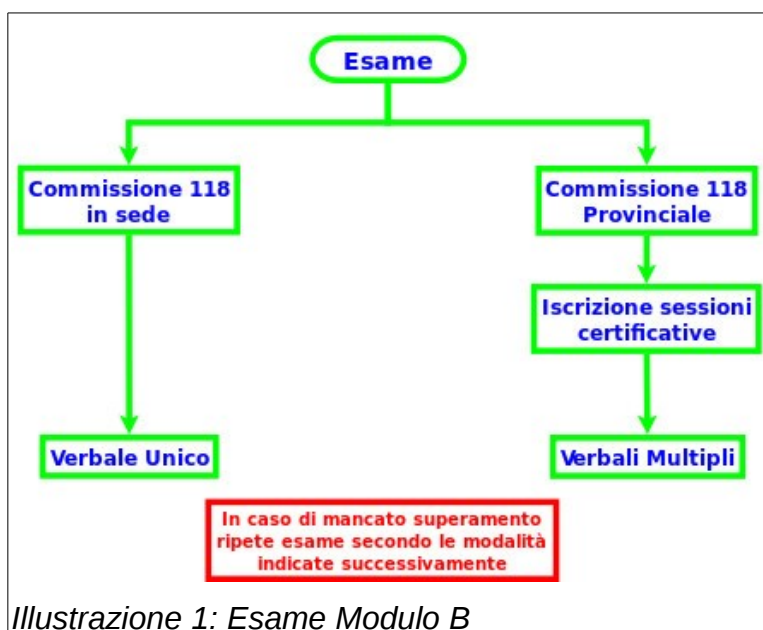 Esame
Commissione 118
in sede
Commissione 118
Provinciale
Iscrizione sessioni
certificative
Verbale Unico
Verbali Multipli
In caso di mancato superamento
ripete esame secondo le modalità
indicate successivamente
Illustrazione 1: Esame Modulo B